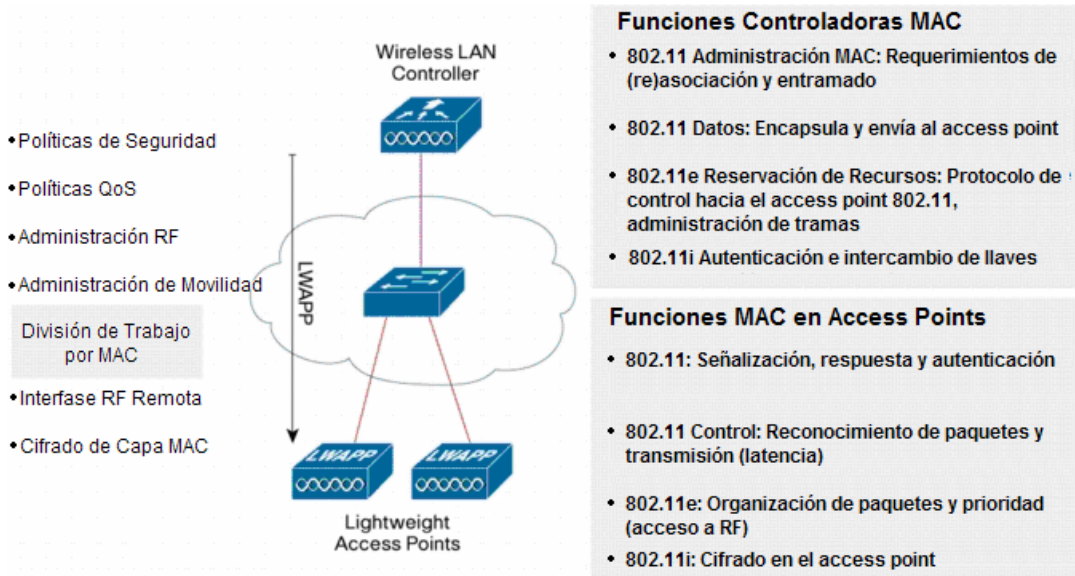 •Políticas de Seguridad
•Políticas QoS
•Administración RF
•Administración de Movilidad
División de Trabajo
por MAC
•Interfase RF Remota
•Cifrado de Capa MAC
Wireless LAN
Controller
LWAPP
LWAPP
LWAPP
Lightweight
Access Points
Funciones Controladoras MAC
• 802.11 Administración MAC: Requerimientos de
(re)asociación y entramado
• 802.11 Datos: Encapsula y envía al access point
• 802.11e Reservación de Recursos: Protocolo de
control hacia el access point 802.11,
administración de tramas
• 802.11i Autenticación e intercambio de llaves
Funciones MAC en Access Points
• 802.11: Señalización, respuesta y autenticación
• 802.11 Control: Reconocimiento de paquetes y
transmisión (latencia)
• 802.11e: Organización de paquetes y prioridad
(acceso a RF)
• 802.11i: Cifrado en el access point